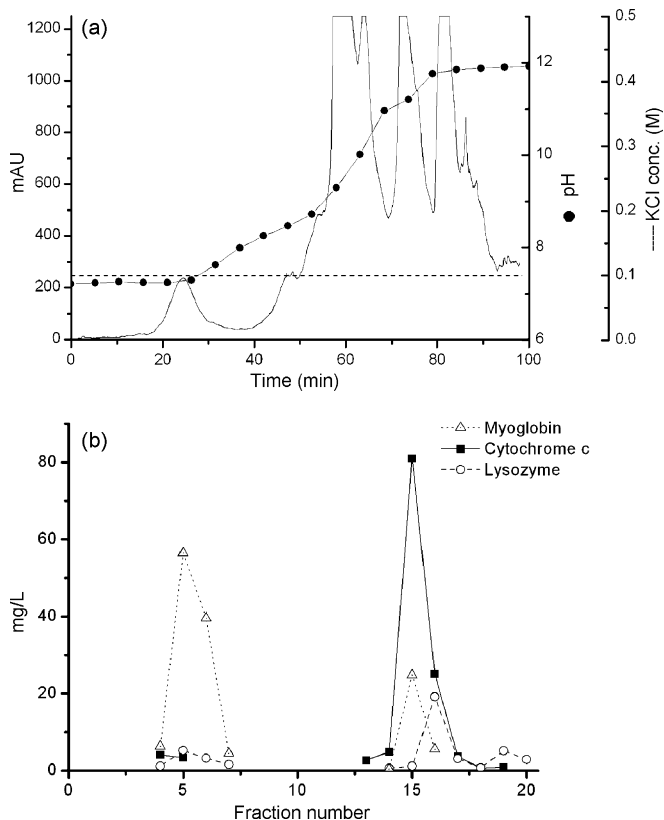 (a)
mAU
1200
1000
800
600
400
200
0
0 20 40 60 80 100
Time (min)
12
10
8
6
● pH
0.5
0.4
0.3
0.2
0.1
0.0
---- KCl conc. (M)
(b)
Myoglobin
Cytochrome c
Lysozyme
mg/L
80
60
40
20
0
0 5 10 15 20
Fraction number